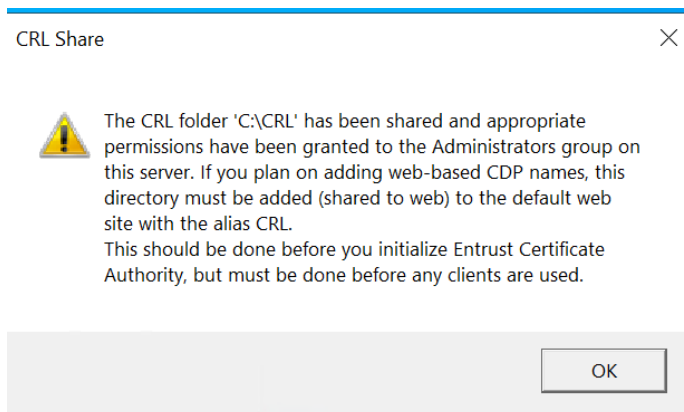 CRL Share
The CRL folder 'C:\CRL' has been shared and appropriate
permissions have been granted to the Administrators group on
this server. If you plan on adding web-based CDP names, this
directory must be added (shared to web) to the default web
site with the alias CRL.
This should be done before you initialize Entrust Certificate
Authority, but must be done before any clients are used.
OK